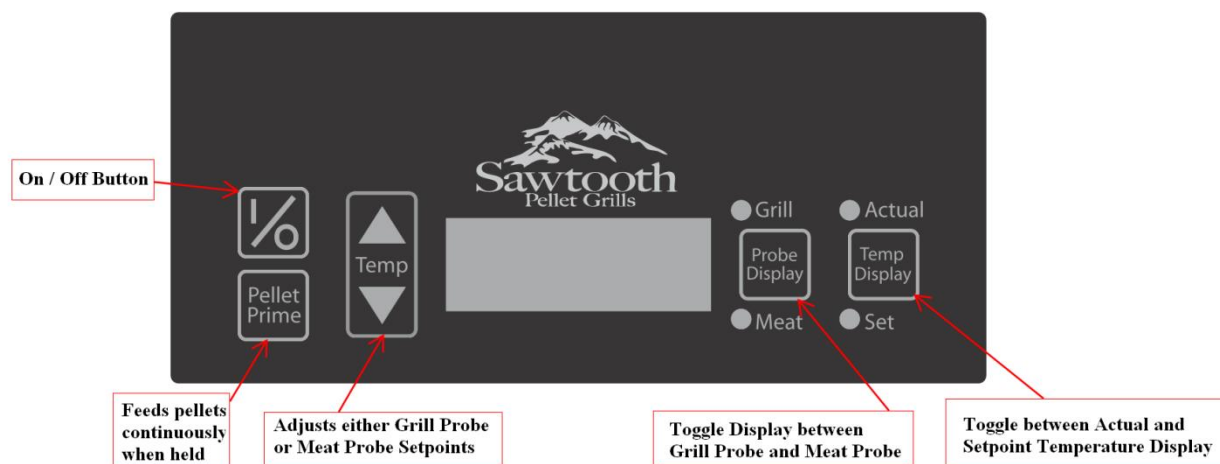 Sawtooth
Pellet Grills
On / Off Button
I/O
Pellet
Prime
Temp
Grill
Probe
Display
Meat
Actual
Temp
Display
Set
Feeds pellets
continuously
when held
Adjusts either Grill Probe
or Meat Probe Setpoints
Toggle Display between
Grill Probe and Meat Probe
Toggle between Actual and
Setpoint Temperature Display